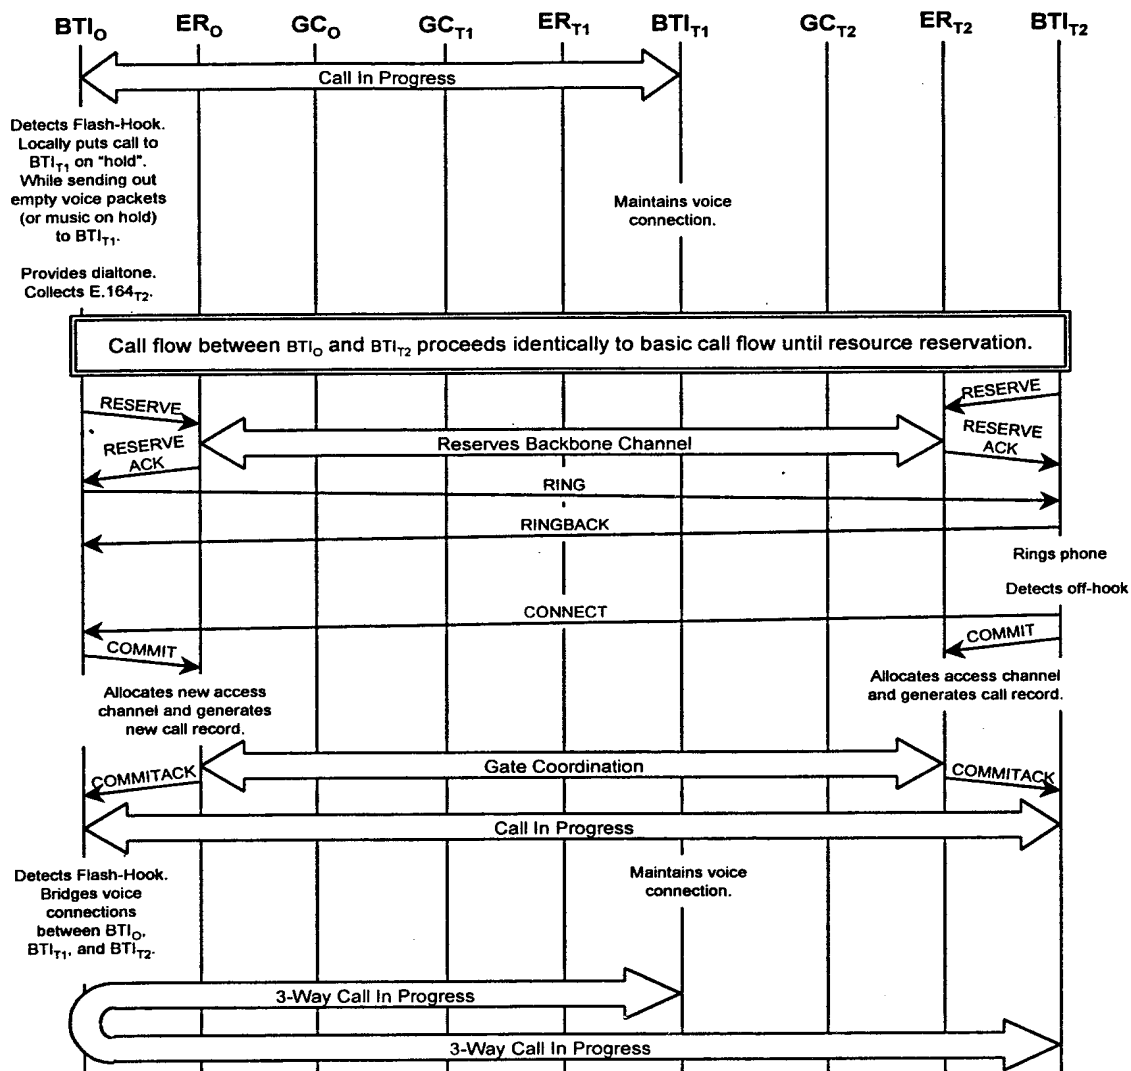 BTI_O ER_O GC_O GC_T1 ER_T1 BTI_T1 GC_T2 ER_T2 BTI_T2
Call In Progress
Detects Flash-Hook.
Locally puts call to
BTI_T1 on "hold".
While sending out
empty voice packets
(or music on hold)
to BTI_T1.
Maintains voice
connection.
Provides dialtone.
Collects E.164_T2.
Call flow between BTI_O and BTI_T2 proceeds identically to basic call flow until resource reservation.
RESERVE
RESERVE
Reserves Backbone Channel
RESERVE
ACK
RESERVE
ACK
RING
RINGBACK
Rings phone
Detects off-hook
CONNECT
COMMIT
COMMIT
Allocates new access
channel and generates
new call record.
Allocates access channel
and generates call record.
Gate Coordination
COMMITACK
COMMITACK
Call In Progress
Detects Flash-Hook.
Bridges voice
connections
between BTI_O,
BTI_T1, and BTI_T2.
Maintains voice
connection.
3-Way Call In Progress
3-Way Call In Progress